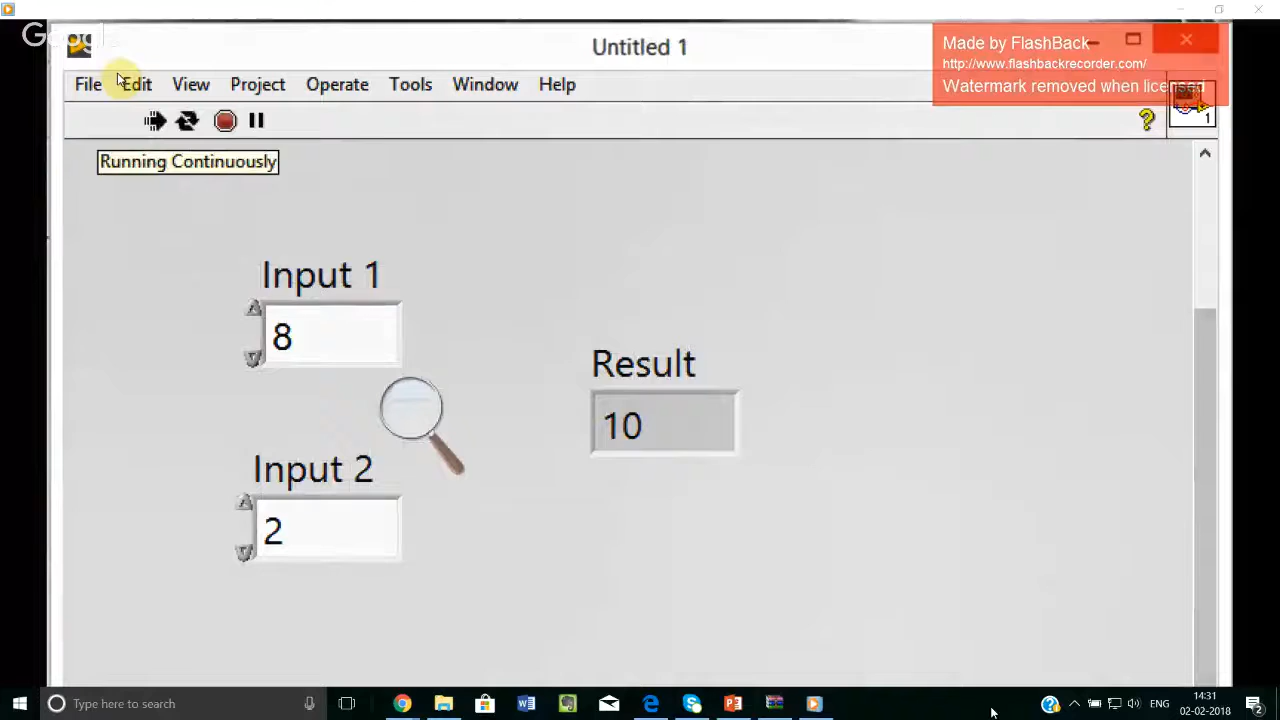 Untitled 1
Made by FlashBack
http://www.flashbackrecorder.com/
Watermark removed when licensed
File Edit View Project Operate Tools Window Help
?
1
Running Continuously
Input 1
8
Result
10
Input 2
2
Type here to search
ENG
14:31
02-02-2018
2